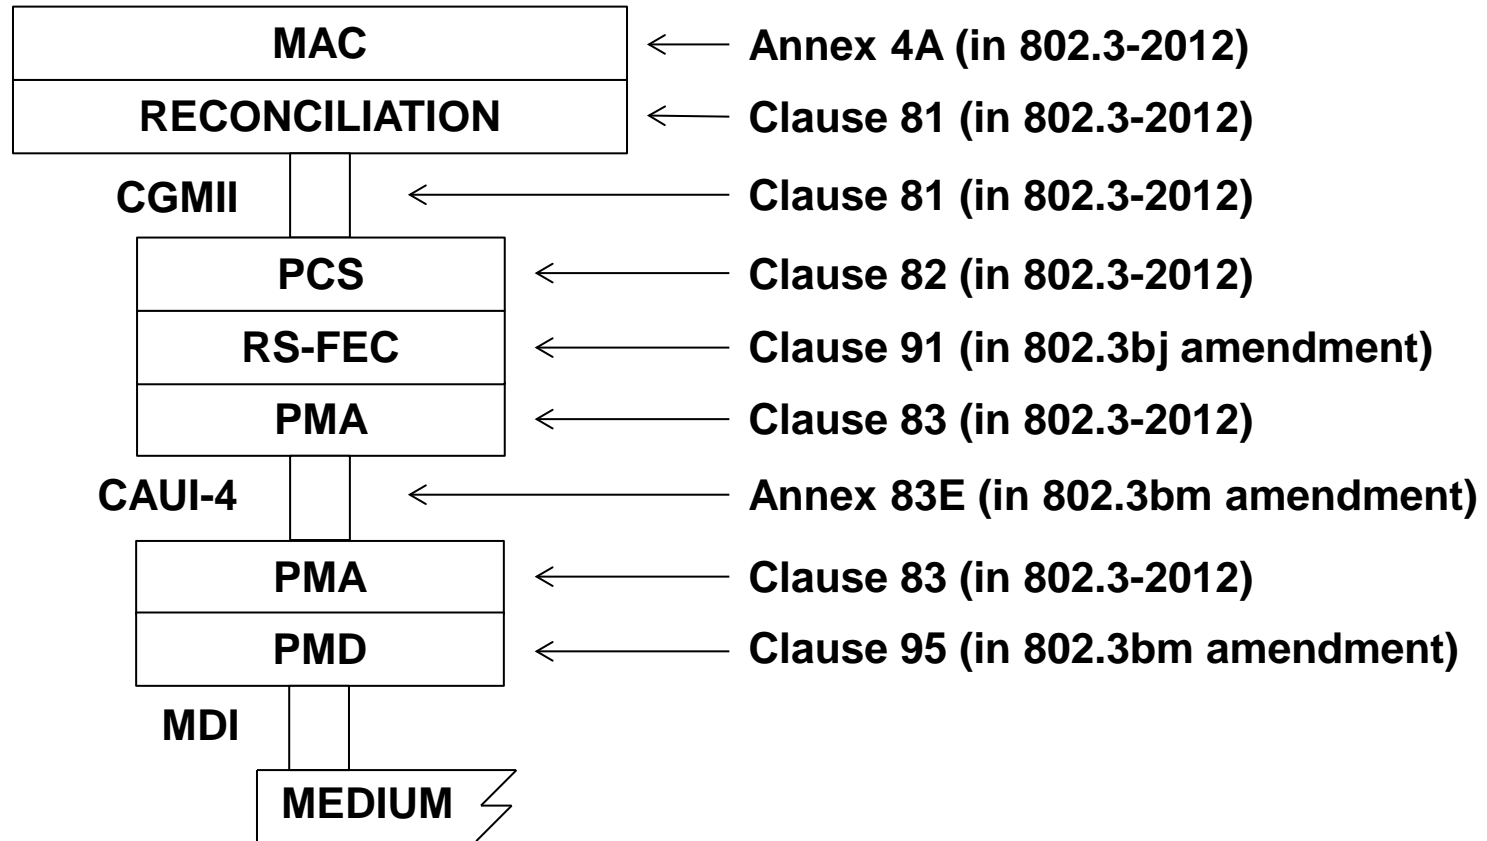 MAC
Annex 4A (in 802.3-2012)
RECONCILIATION
Clause 81 (in 802.3-2012)
CGMII
Clause 81 (in 802.3-2012)
PCS
Clause 82 (in 802.3-2012)
RS-FEC
Clause 91 (in 802.3bj amendment)
PMA
Clause 83 (in 802.3-2012)
CAUI-4
Annex 83E (in 802.3bm amendment)
PMA
Clause 83 (in 802.3-2012)
PMD
Clause 95 (in 802.3bm amendment)
MDI
MEDIUM